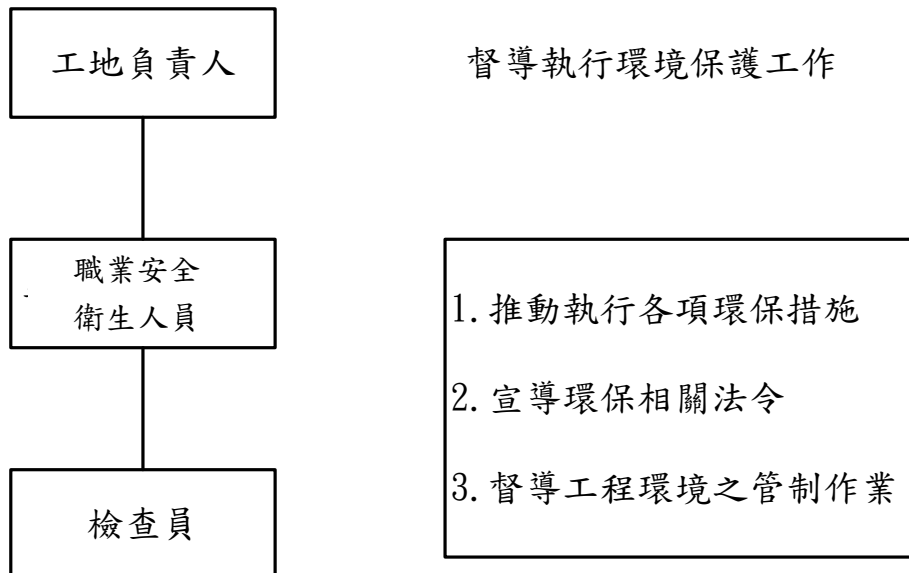 工地負責人
督導執行環境保護工作
職業安全
衛生人員
1.推動執行各項環保措施
2.宣導環保相關法令
3.督導工程環境之管制作業
檢查員